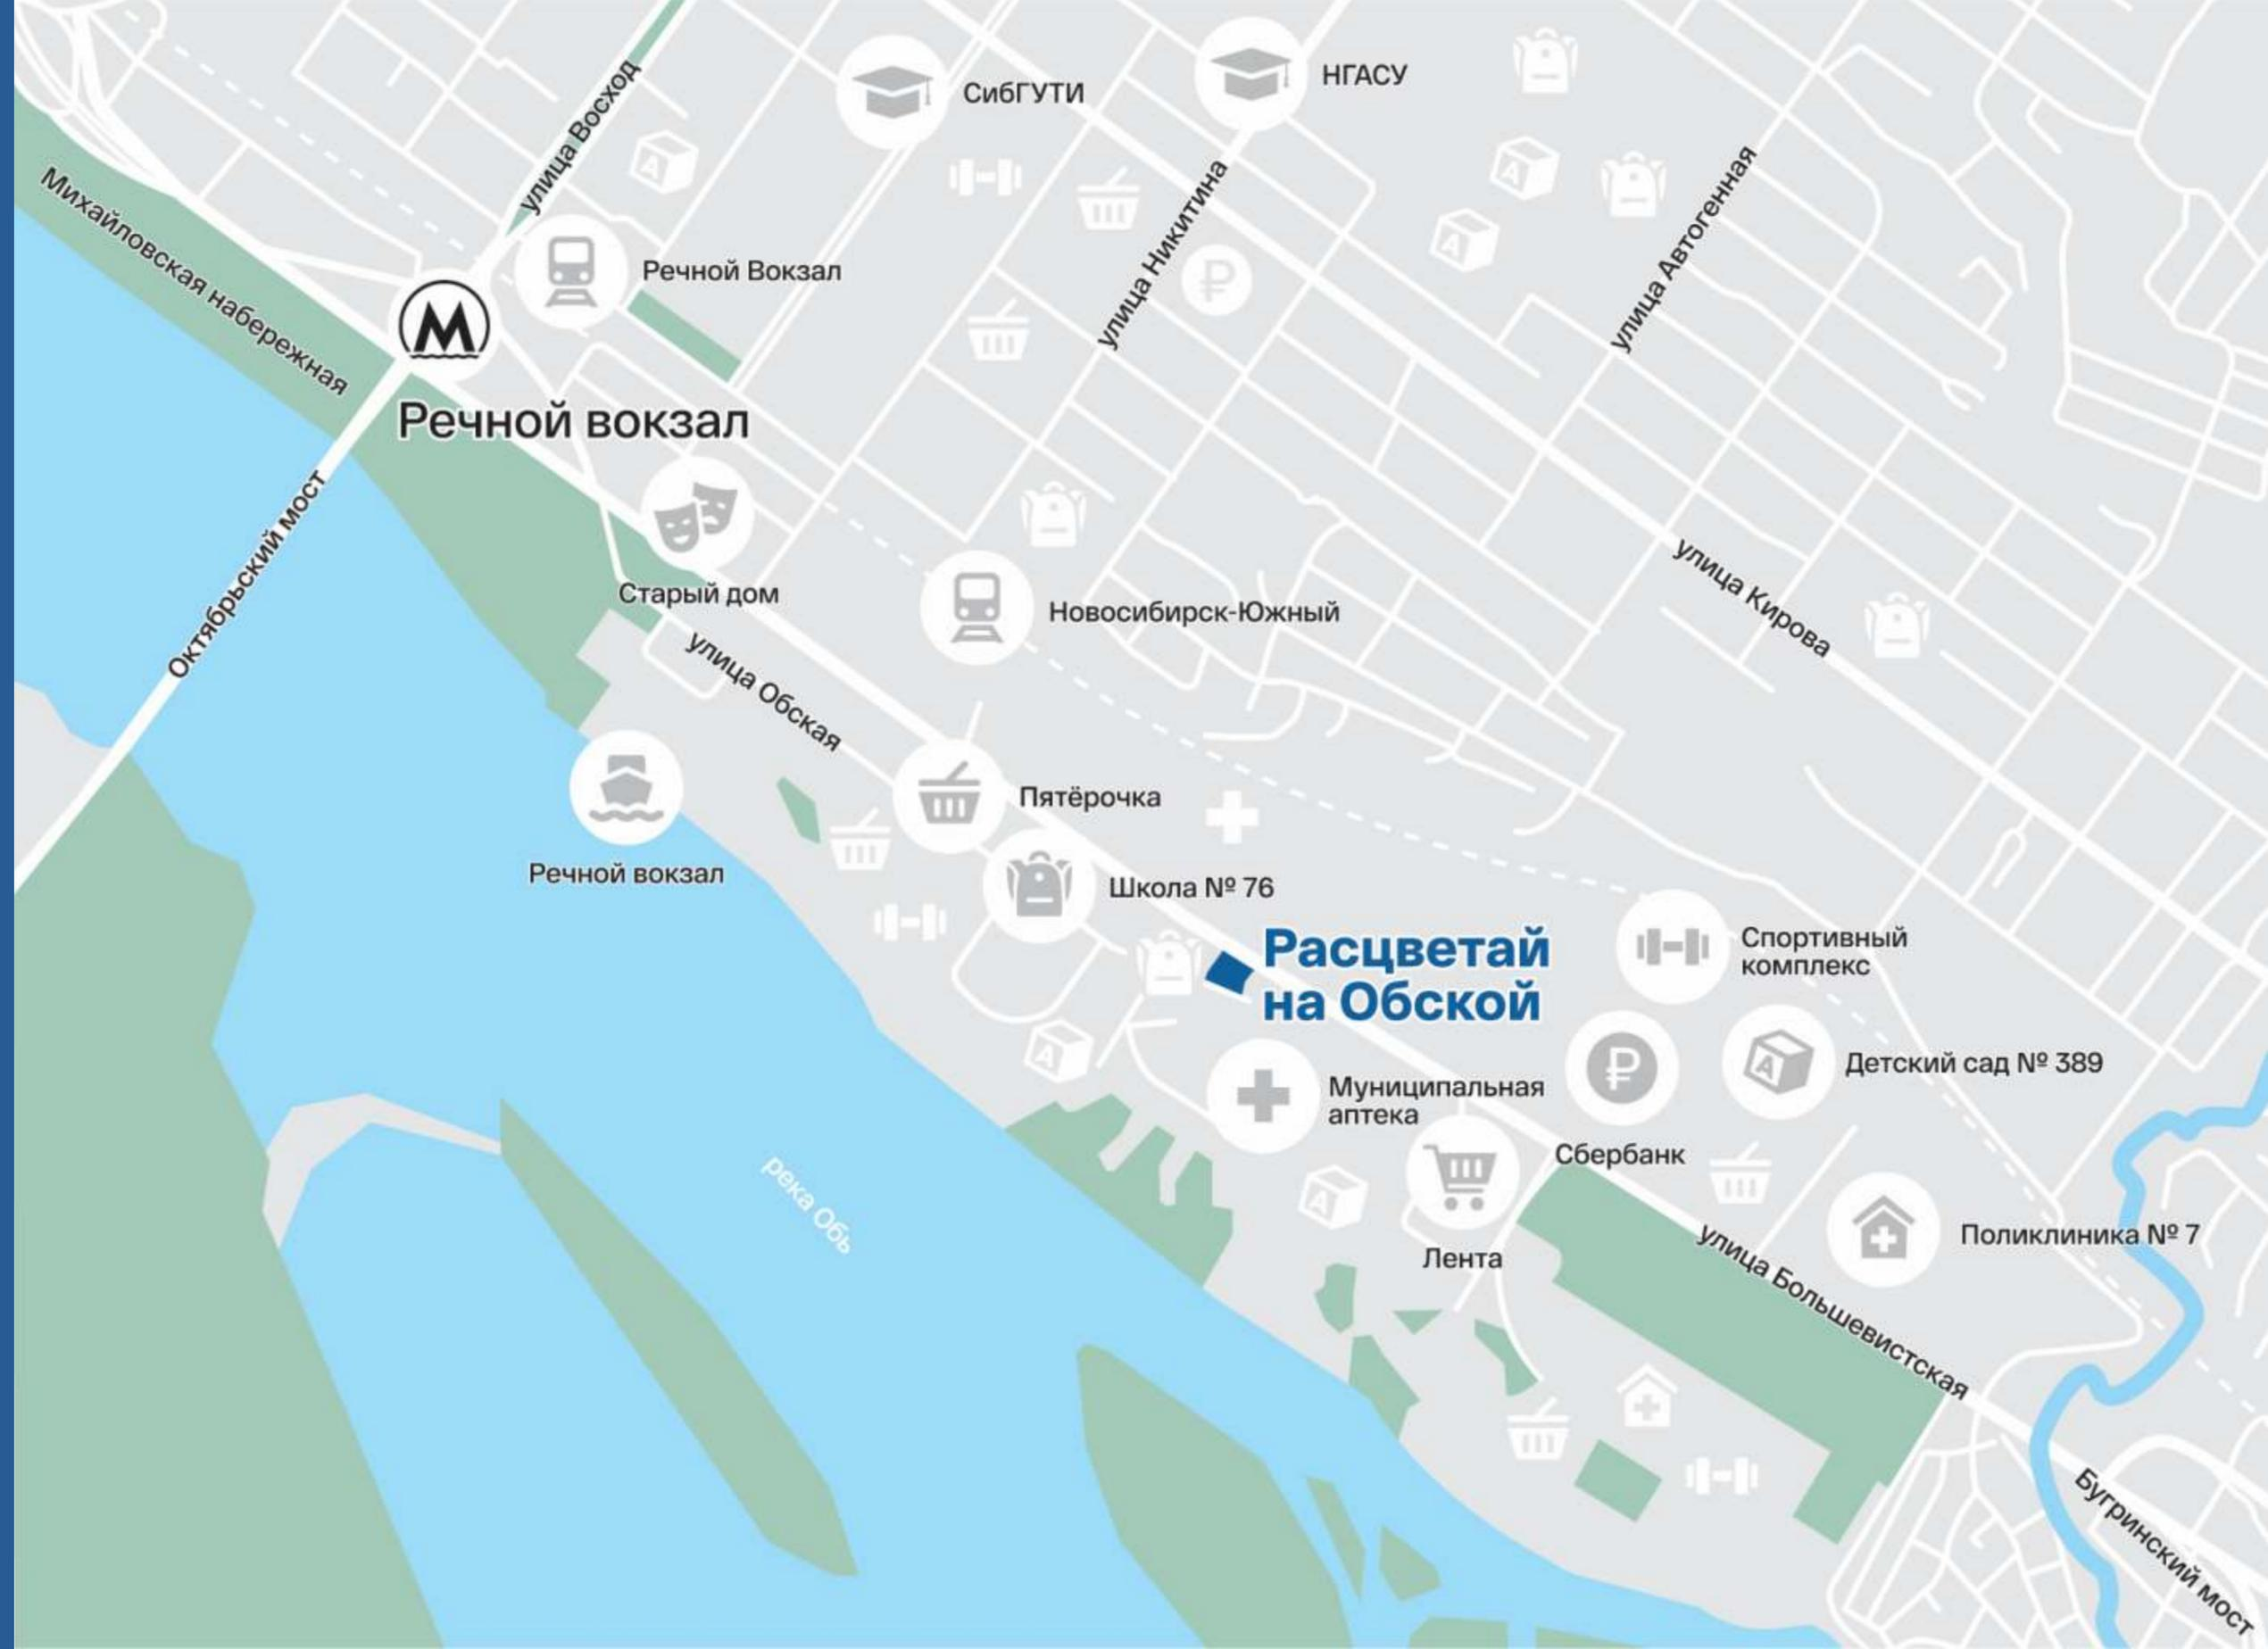 СибГУТИ
НГАСУ
улица Восход
Михайловская набережная
улица Никитина
улица Автогенная
Речной Вокзал
М
Речной вокзал
Октябрьский мост
Старый дом
Новосибирск-Южный
улица Кирова
улица Обская
Пятёрочка
Речной вокзал
Школа № 76
Расцветай
на Обской
Спортивный
комплекс
Муниципальная
аптека
Детский сад № 389
Сбербанк
река Обь
Лента
Поликлиника № 7
улица Большевистская
Бугринский мост